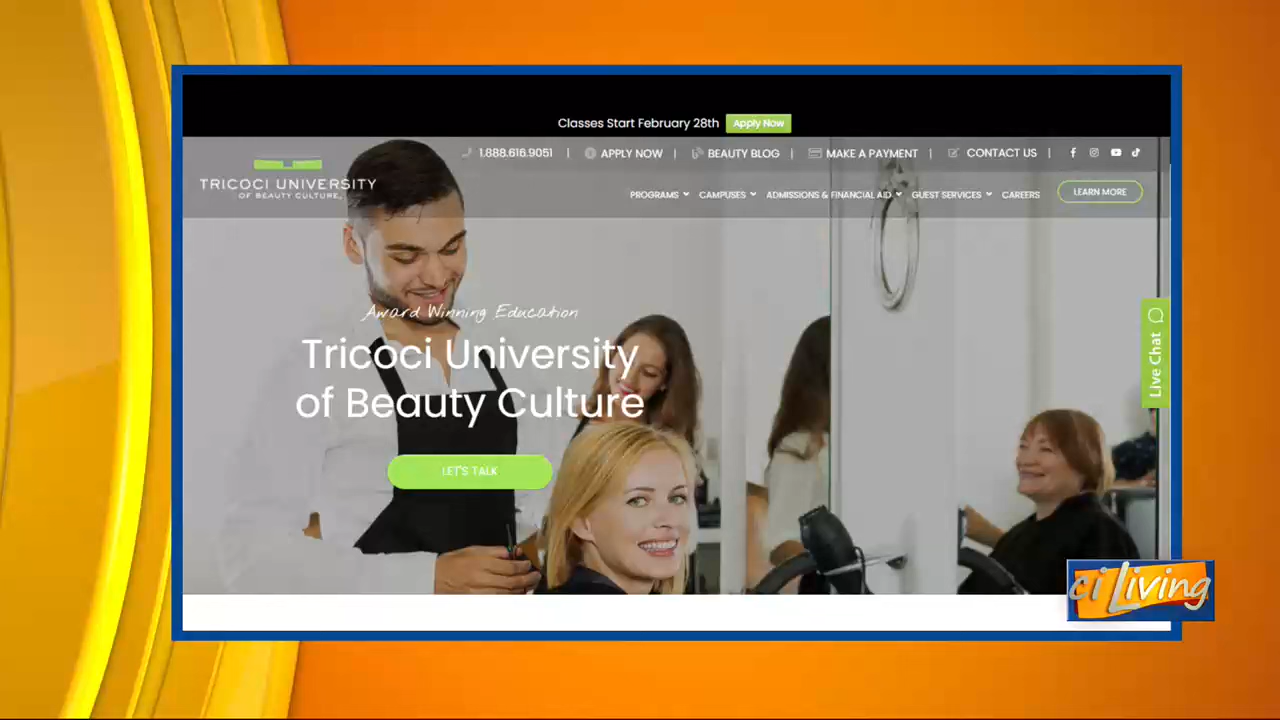 Classes Start February 28th Apply Now
1.888.616.9051 | APPLY NOW | BEAUTY BLOG | MAKE A PAYMENT | CONTACT US |
TRICOCI UNIVERSITY
OF BEAUTY CULTURE
PROGRAMS CAMPUSES ADMISSIONS & FINANCIAL AID GUEST SERVICES CAREERS LEARN MORE
Award Winning Education
Tricoci University
of Beauty Culture
LET'S TALK
Live Chat
ci Living